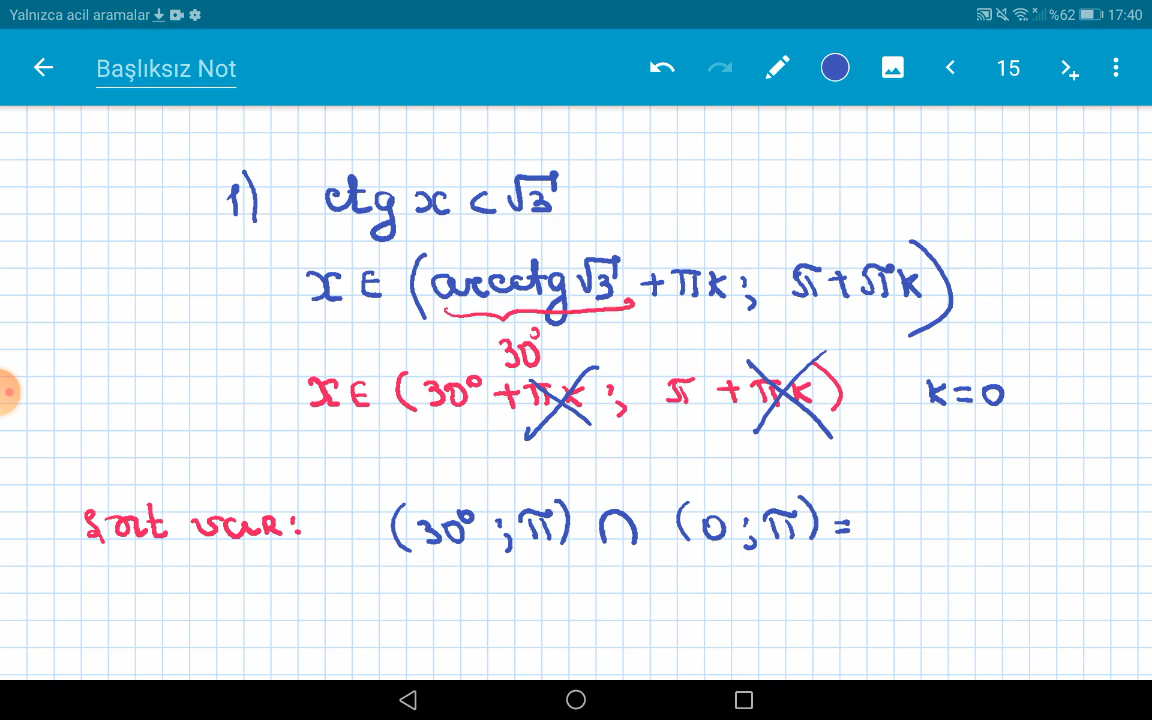 Yalnızca acil aramalar %62 17:40
Başlıksız Not 15
1) ctg x < √3
x ∈ (arcctg √3 + πk ; π + πk)
30°
x ∈ (30° + πk ; π + πk) k = 0
Şərt var: (30° ; π) ∩ (0 ; π) =